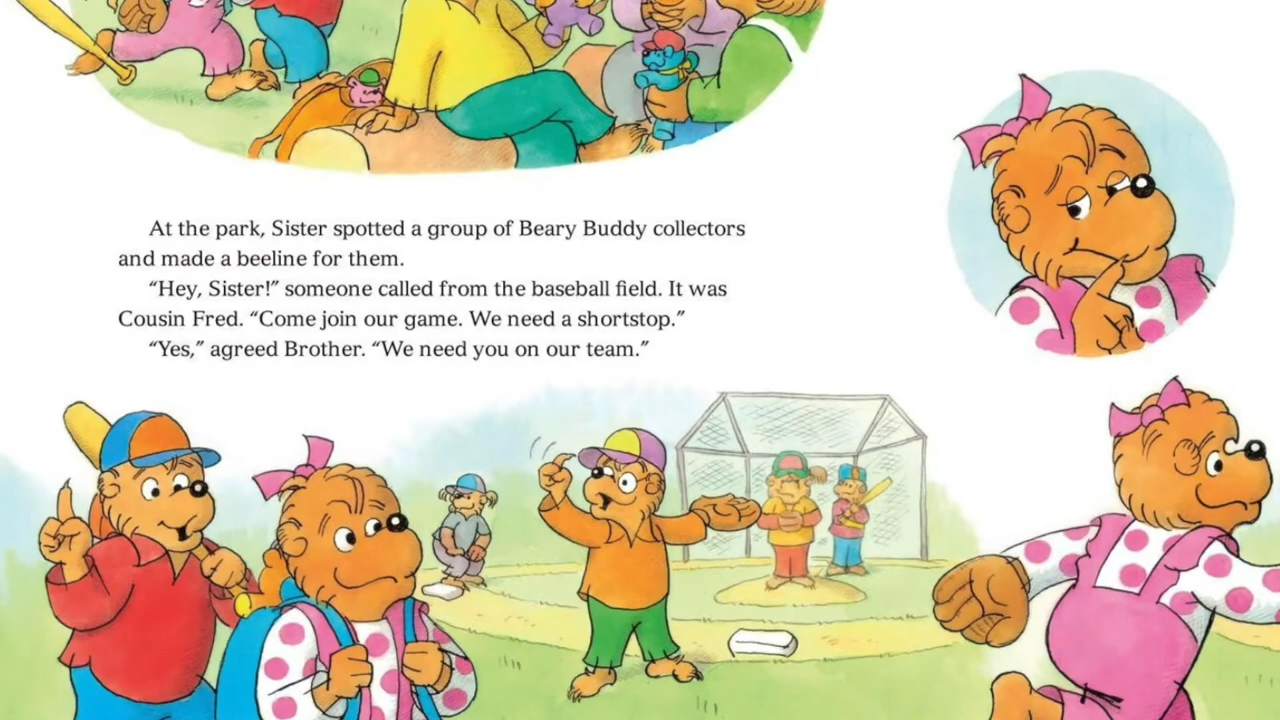 At the park, Sister spotted a group of Beary Buddy collectors
and made a beeline for them.
“Hey, Sister!” someone called from the baseball field. It was
Cousin Fred. “Come join our game. We need a shortstop.”
“Yes,” agreed Brother. “We need you on our team.”